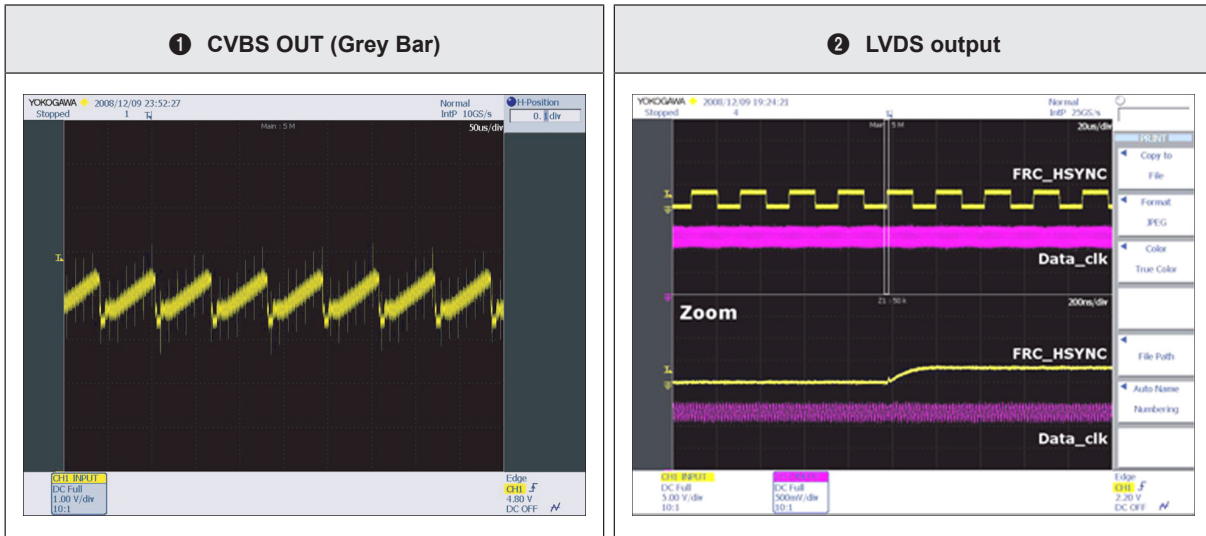 ❶ CVBS OUT (Grey Bar)
YOKOGAWA 2008/12/09 23:52:27
Stopped 1
Normal
IntP 10GS/s
H-Position
0. div
Main : 5 M
50us/div
CH1 INPUT
DC Full
1.00 V/div
10:1
Edge
CH1
4.80 V
DC OFF
❷ LVDS output
YOKOGAWA 2008/12/09 19:24:21
Stopped 4
Normal
IntP 25GS/s
Main : 5 M
20us/div
FRC_HSYNC
Data_clk
Z1 : 50 k
200ns/div
Zoom
FRC_HSYNC
Data_clk
Copy to
File
Format
JPEG
Color
True Color
File Path
Auto Name
Numbering
CH1 INPUT
DC Full
5.00 V/div
10:1
DC Full
500mV/div
10:1
Edge
CH1
2.20 V
DC OFF